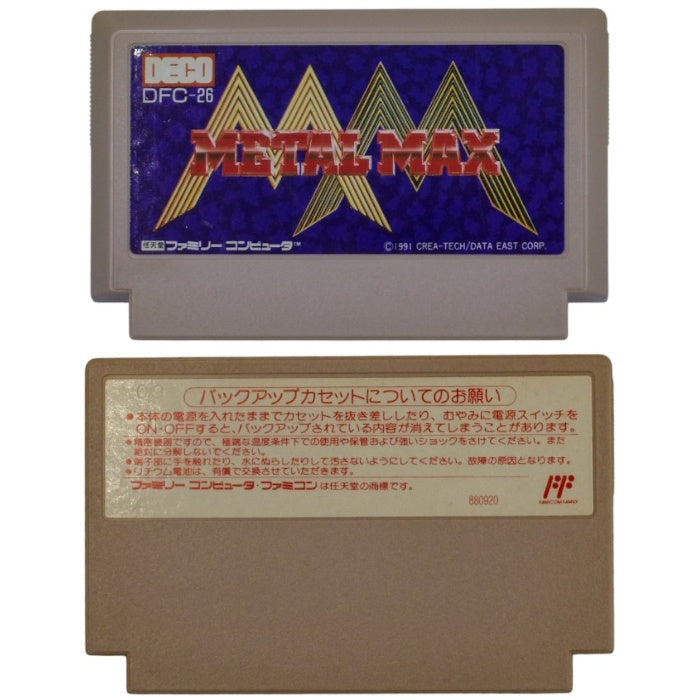 DECO
DFC-26
METAL MAX
任天堂 ファミリー コンピュータ™
©1991 CREA-TECH/DATA EAST CORP.
バックアップカセットについてのお願い
●本体の電源を入れたままでカセットを抜き差ししたり、むやみに電源スイッチを
ON-OFFすると、バックアップされている内容が消えてしまうことがあります。
●精密機器ですので、極端な温度条件下での使用や保管および強いショックをさけてください。また
絶対に分解しないでください。
●端子部に手を触れたり、水にぬらしたりして汚さないようにしてください。故障の原因となります。
●リチウム電池は、有償で交換させていただきます。
ファミリー コンピュータ・ファミコン は任天堂の商標です。
880920
FAMICOM FAMILY